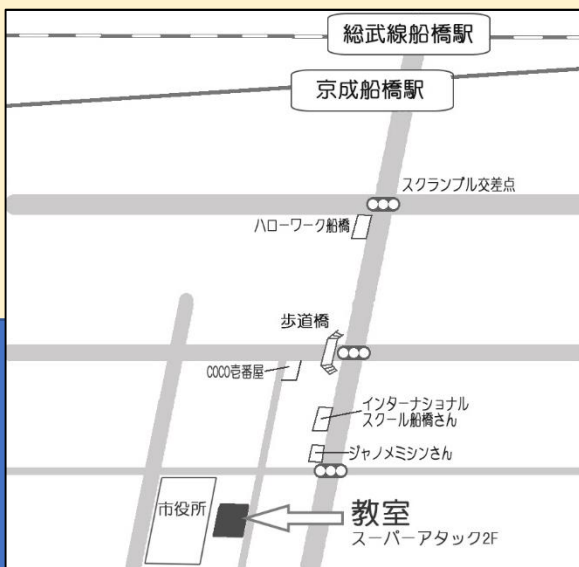 総武線船橋駅
京成船橋駅
スクランブル交差点
ハローワーク船橋
歩道橋
COCO壱番屋
インターナショナル
スクール船橋さん
ジャノメミシンさん
市役所
教室
スーパーアタック2F